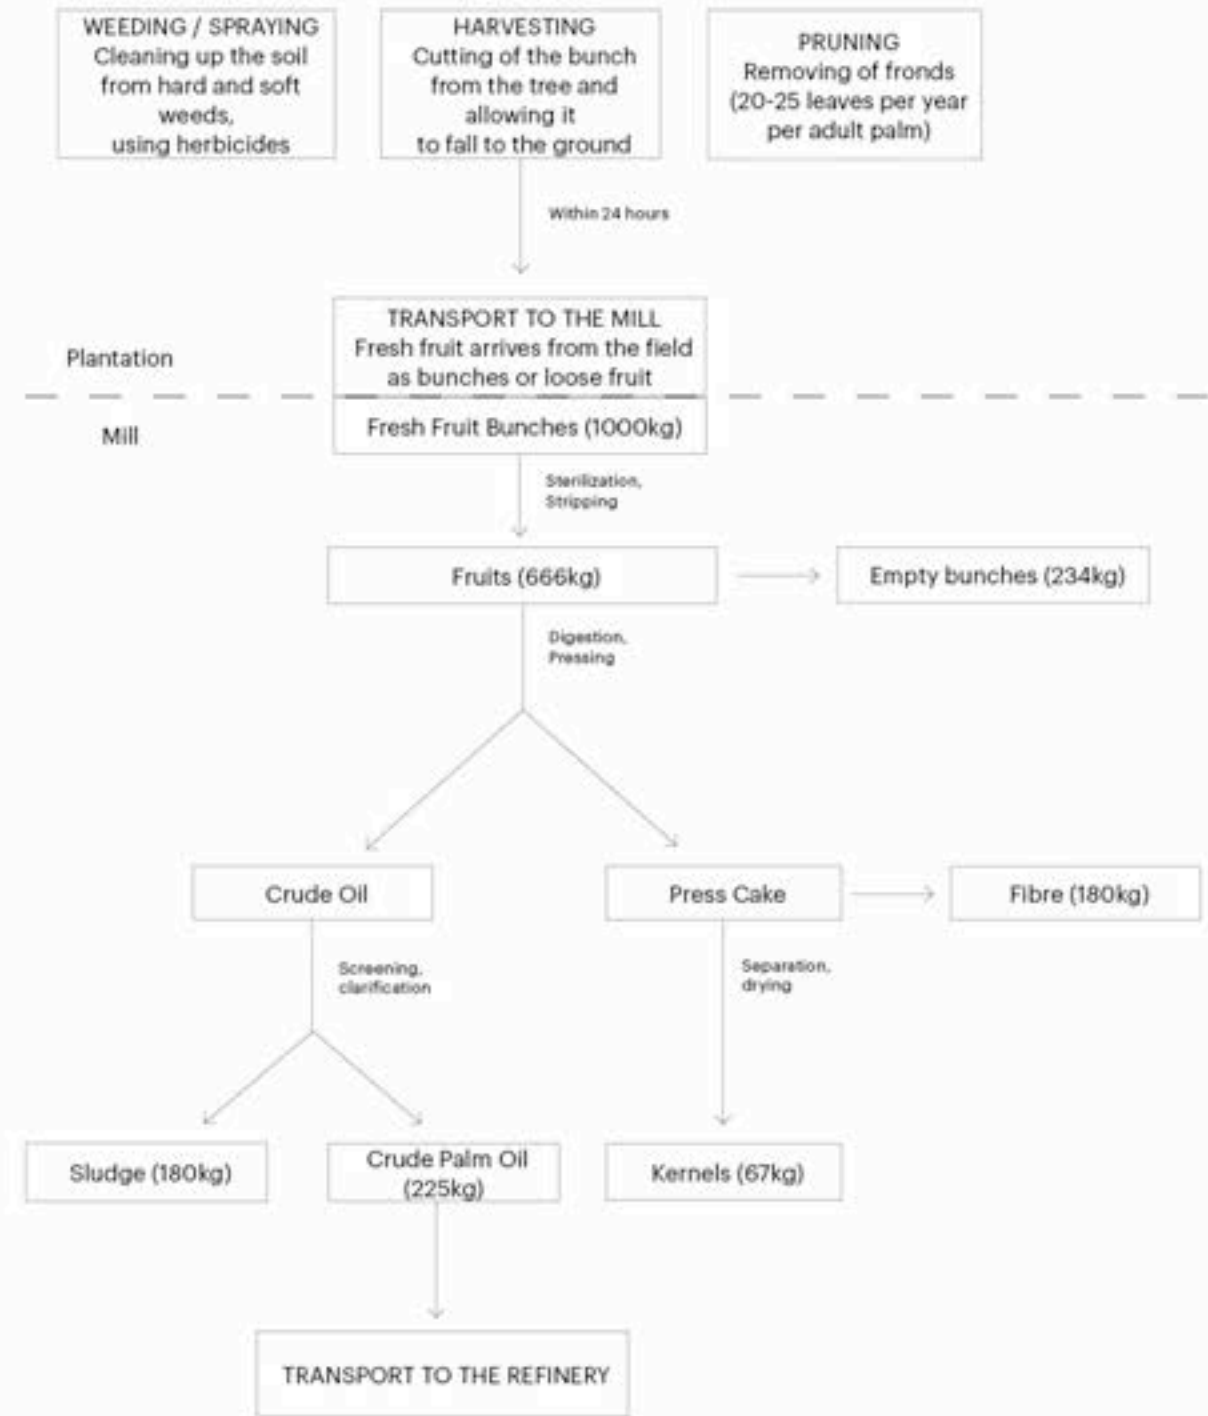 WEEDING / SPRAYING
Cleaning up the soil
from hard and soft
weeds,
using herbicides
HARVESTING
Cutting of the bunch
from the tree and
allowing it
to fall to the ground
PRUNING
Removing of fronds
(20-25 leaves per year
per adult palm)
Within 24 hours
TRANSPORT TO THE MILL
Fresh fruit arrives from the field
as bunches or loose fruit
Plantation
Mill
Fresh Fruit Bunches (1000kg)
Sterilization,
Stripping
Fruits (666kg)
Empty bunches (234kg)
Digestion,
Pressing
Crude Oil
Press Cake
Fibre (180kg)
Screening,
clarification
Separation,
drying
Sludge (180kg)
Crude Palm Oil
(225kg)
Kernels (67kg)
TRANSPORT TO THE REFINERY